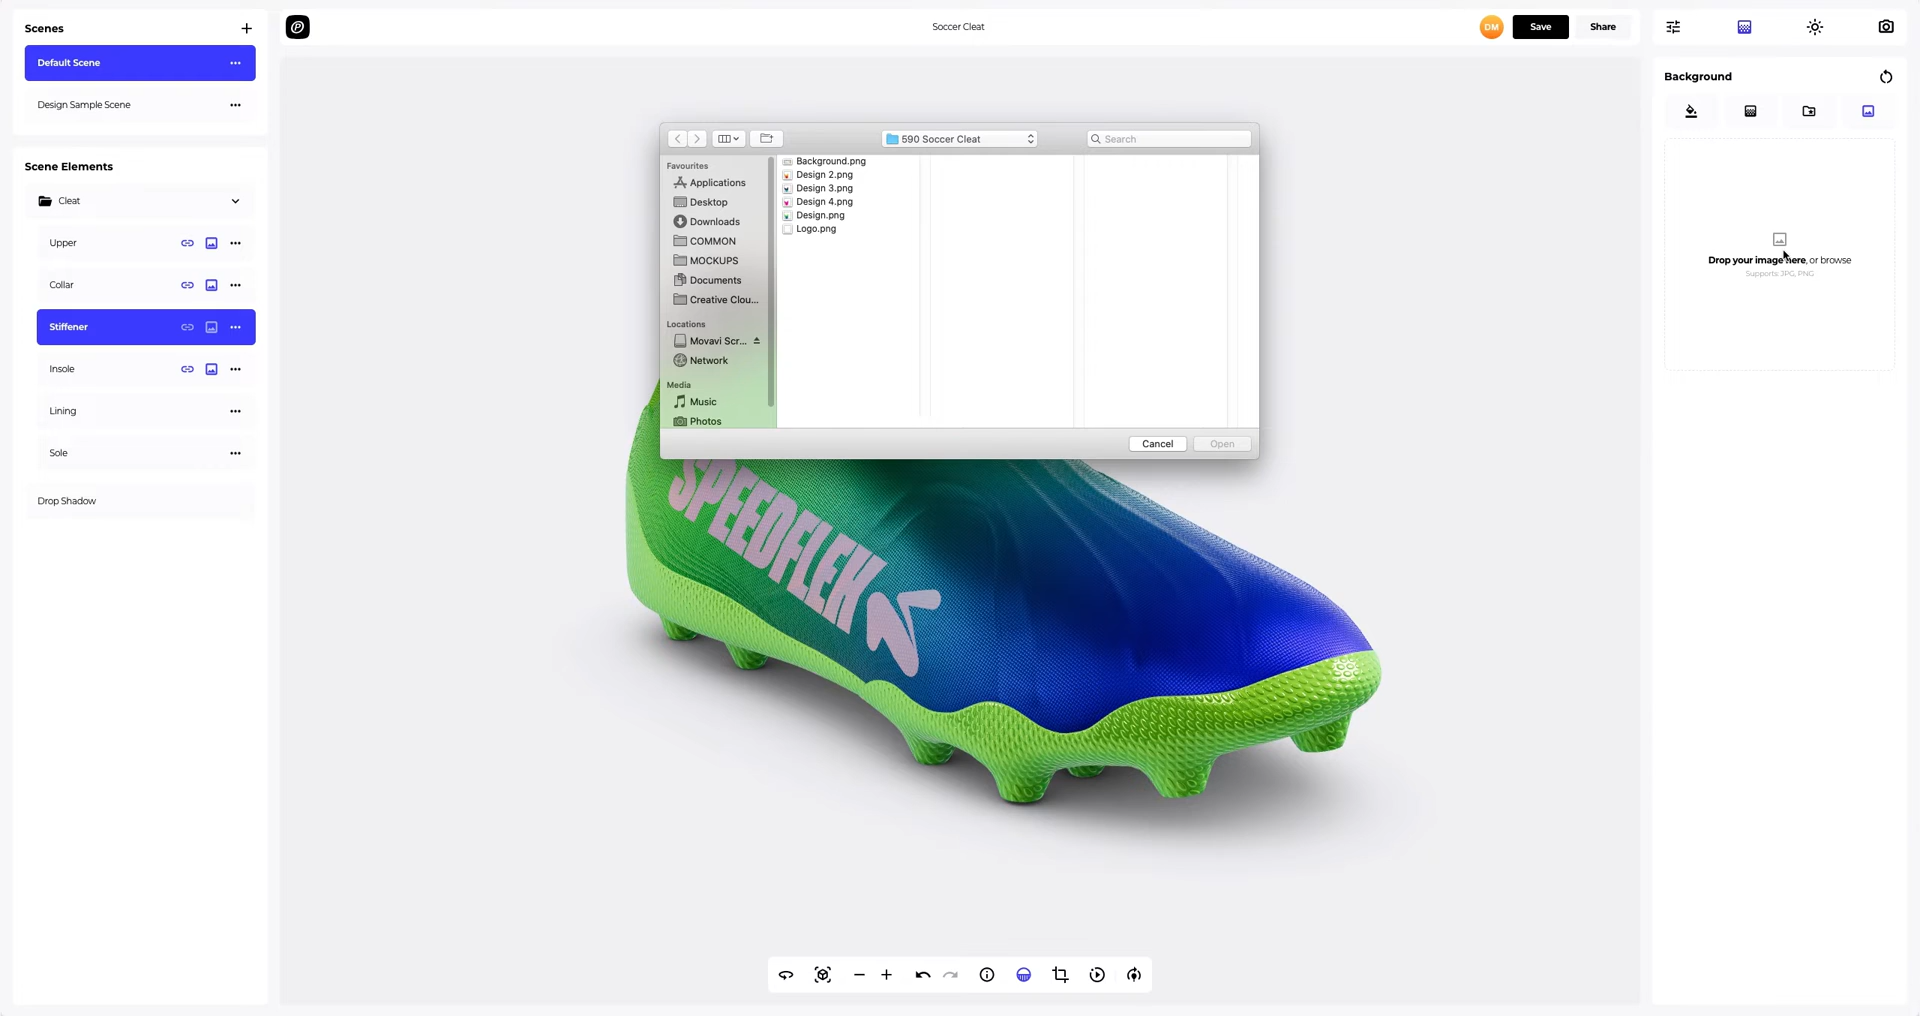 Scenes
Default Scene
Design Sample Scene
Scene Elements
Cleat
Upper
Collar
Stiffener
Insole
Lining
Sole
Drop Shadow
Soccer Cleat
DM
Save
Share
590 Soccer Cleat
Search
Favourites
Applications
Desktop
Downloads
COMMON
MOCKUPS
Documents
Creative Clou...
Locations
Movavi Scr...
Network
Media
Music
Photos
Background.png
Design 2.png
Design 3.png
Design 4.png
Design.png
Logo.png
Cancel
Open
SPEEDFLEX
Background
Drop your image here, or browse
Supports: JPG, PNG